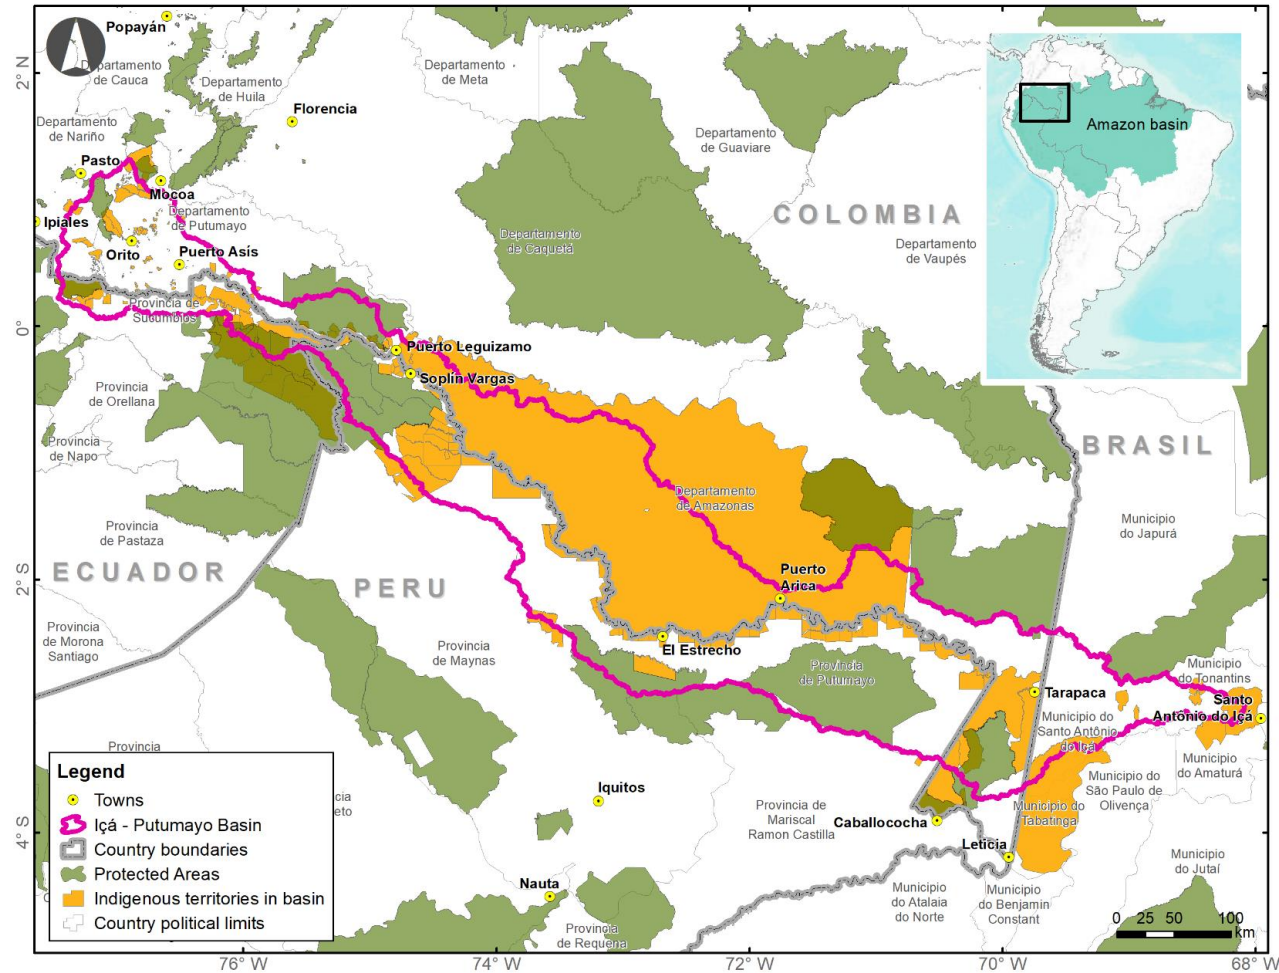 Popayán
Departamento
de Cauca
Departamento
de Huila
Departamento
de Meta
2° N
Florencia
Departamento
de Nariño
Departamento
de Guaviare
Amazon basin
Pasto
Mocoa
Departamento
de Putumayo
Ipiales
COLOMBIA
Orito
Puerto Asís
Departamento
de Caquetá
Departamento
de Vaupés
Provincia de
Sucumbíos
0°
Puerto Leguizamo
Soplín Vargas
Provincia
de Orellana
Provincia
de Napo
BRASIL
Departamento
de Amazonas
Provincia
de Pastaza
Municipio
do Japurá
ECUADOR
PERU
2° S
Puerto
Arica
Provincia
de Morona
Santiago
Provincia
de Maynas
El Estrecho
Provincia
de Putumayo
Municipio
do Tonantins
Tarapaca
Santo
Antônio do Içá
Municipio do
Santo Antônio
do Içá
Provincia
Municipio
do Amaturá
Municipio do
São Paulo de
Olivença
Iquitos
Provincia de
Mariscal
Ramon Castilla
Municipio do
Tabatinga
Caballococha
Leticia
4° S
Municipio
do Jutaí
Nauta
Municipio
do Atalaia
do Norte
Municipio
do Benjamin
Constant
Provincia
de Requena
Legend
Towns
Içá - Putumayo Basin
Country boundaries
Protected Areas
Indigenous territories in basin
Country political limits
0 25 50 100
km
76° W
74° W
72° W
70° W
68° W